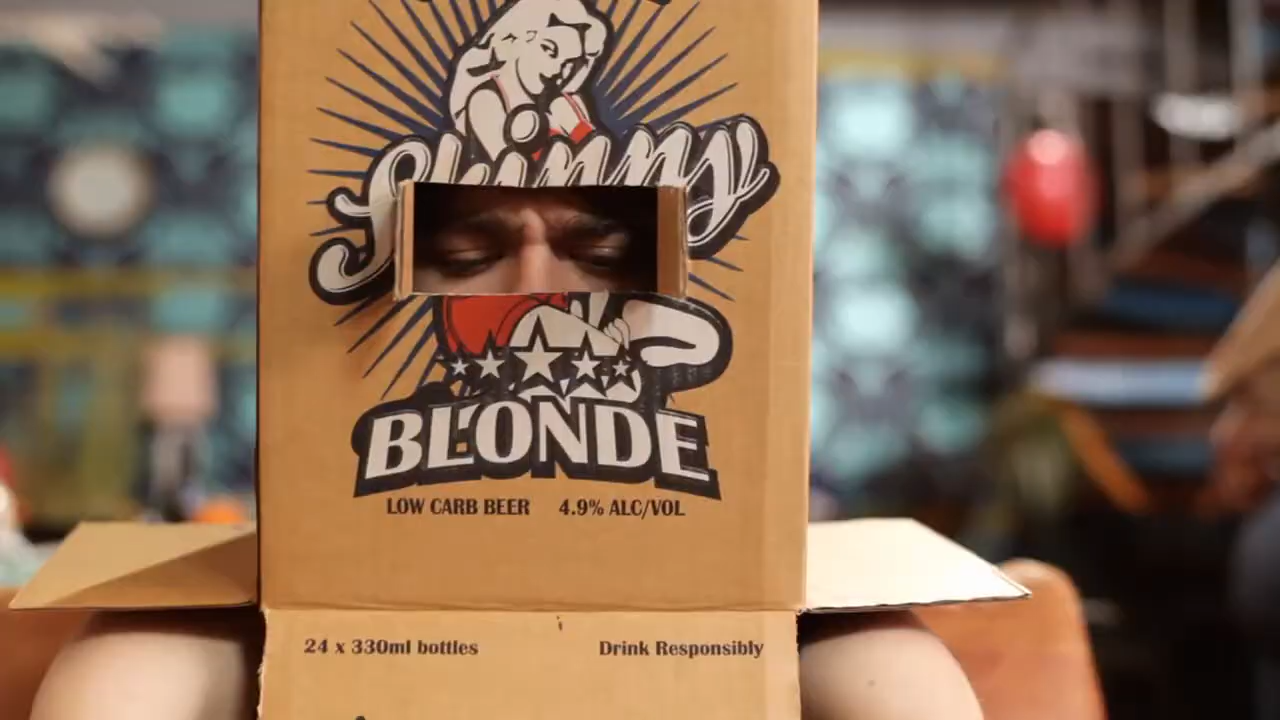 Skinny
BLONDE
LOW CARB BEER 4.9% ALC/VOL
24 x 330ml bottles Drink Responsibly